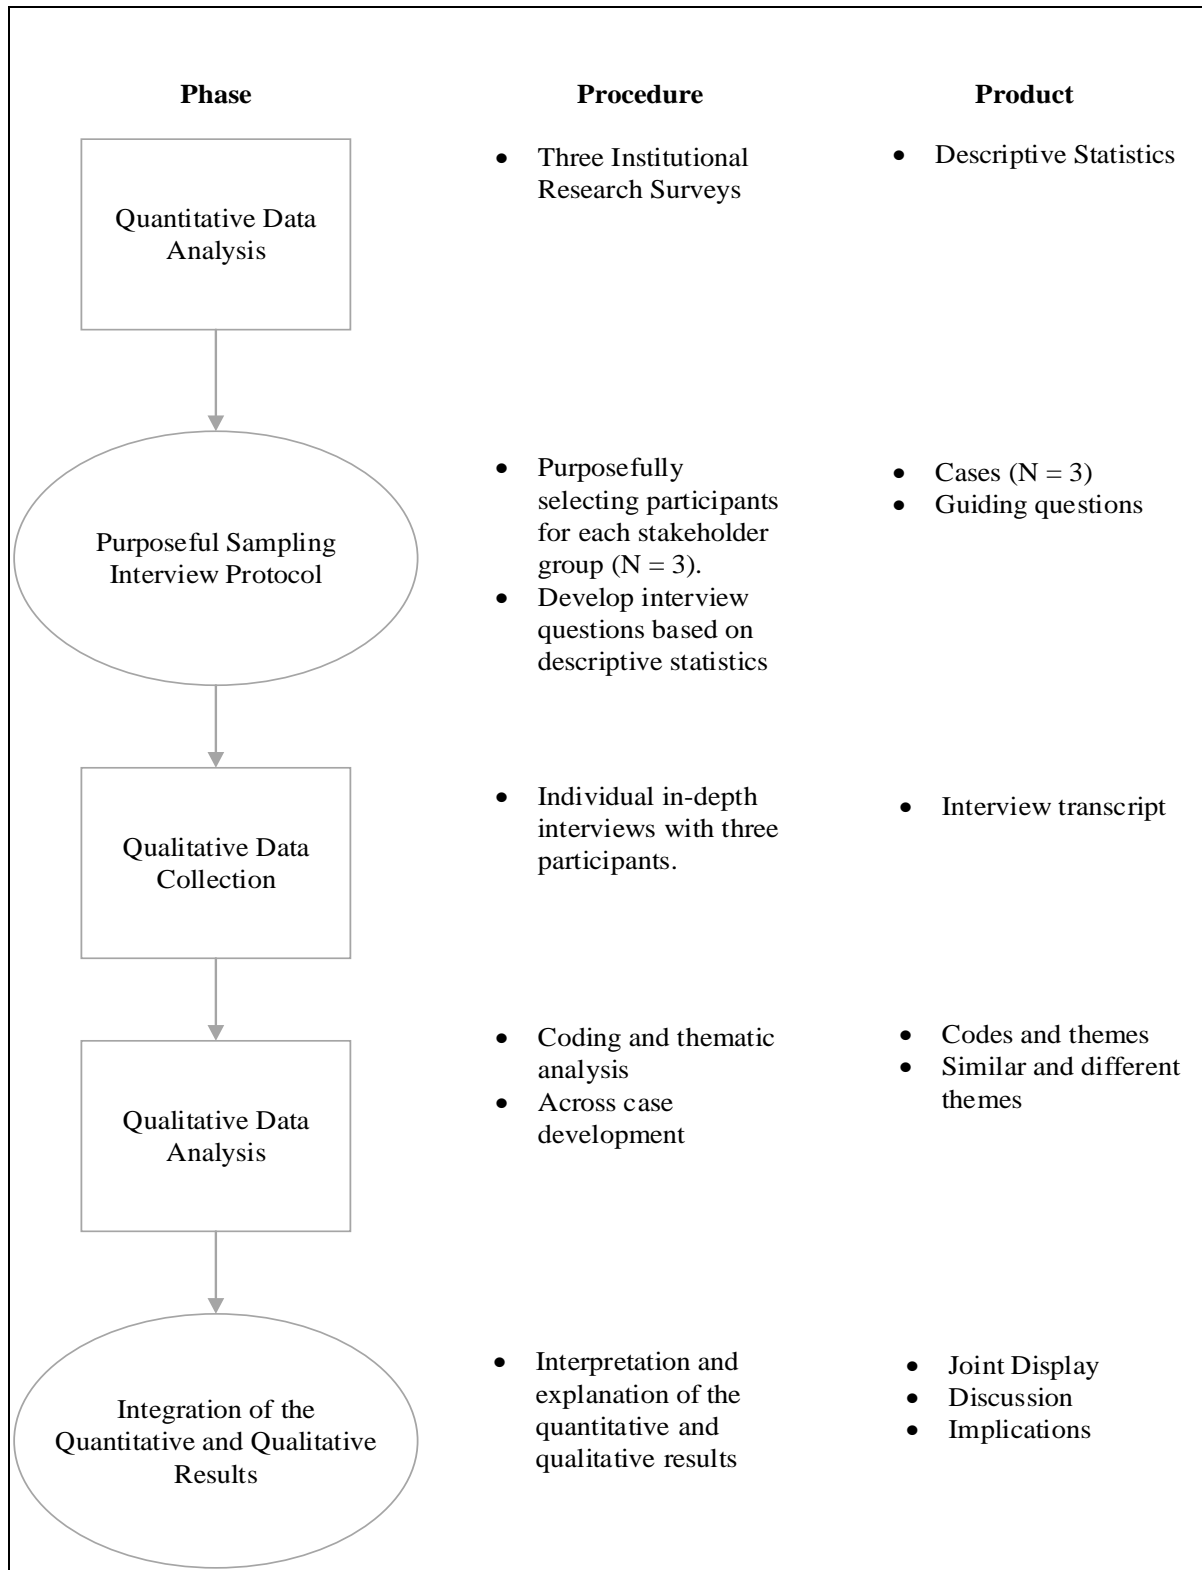 Phase
Procedure
Product
Quantitative Data
Analysis
• Three Institutional
Research Surveys
• Descriptive Statistics
Purposeful Sampling
Interview Protocol
• Purposefully
selecting participants
for each stakeholder
group (N = 3).
• Develop interview
questions based on
descriptive statistics
• Cases (N = 3)
• Guiding questions
Qualitative Data
Collection
• Individual in-depth
interviews with three
participants.
• Interview transcript
Qualitative Data
Analysis
• Coding and thematic
analysis
• Across case
development
• Codes and themes
• Similar and different
themes
Integration of the
Quantitative and Qualitative
Results
• Interpretation and
explanation of the
quantitative and
qualitative results
• Joint Display
• Discussion
• Implications